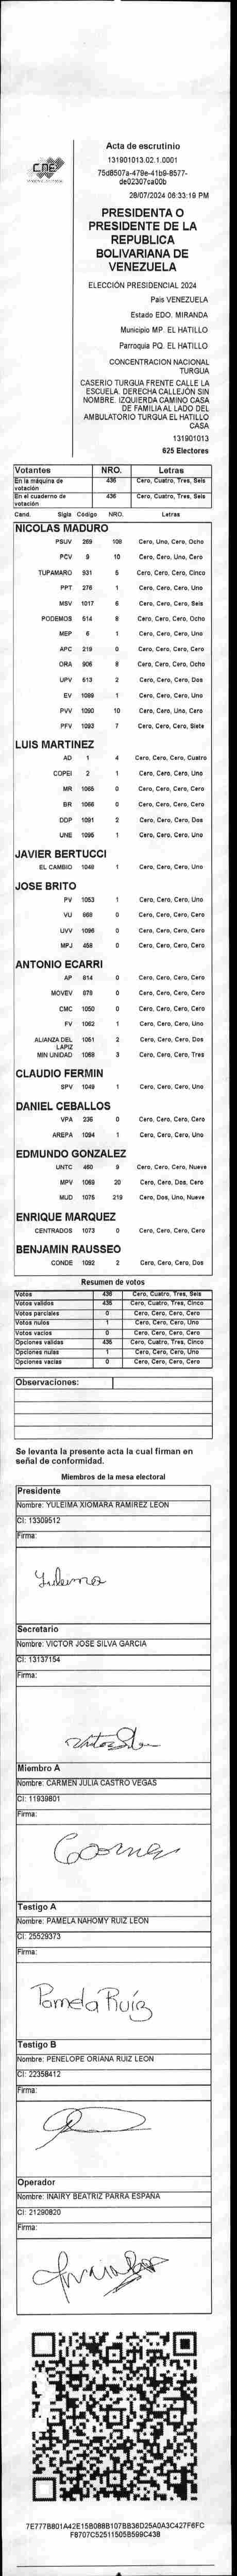 CNE
Acta de escrutinio
131901013.02.1.0001
75d8507a-479e-41b9-8577-
de02307ca00b
28/07/2024 06:33:19 PM
PRESIDENTA O
PRESIDENTE DE LA
REPUBLICA
BOLIVARIANA DE
VENEZUELA
ELECCIÓN PRESIDENCIAL 2024
País VENEZUELA
Estado EDO. MIRANDA
Municipio MP. EL HATILLO
Parroquia PQ. EL HATILLO
CONCENTRACION NACIONAL
TURGUA
CASERIO TURGUA FRENTE CALLE LA
ESCUELA. DERECHA CALLEJÓN SIN
NOMBRE. IZQUIERDA CAMINO CASA
DE FAMILIA AL LADO DEL
AMBULATORIO TURGUA EL HATILLO
CASA
131901013
625 Electores
Votantes NRO. Letras
En la máquina de votación 436 Cero, Cuatro, Tres, Seis
En el cuaderno de votación 436 Cero, Cuatro, Tres, Seis
Cand. Sigla Código NRO. Letras
NICOLAS MADURO
PSUV 269 108 Cero, Uno, Cero, Ocho
PCV 9 10 Cero, Cero, Uno, Cero
TUPAMARO 931 5 Cero, Cero, Cero, Cinco
PPT 276 1 Cero, Cero, Cero, Uno
MSV 1017 6 Cero, Cero, Cero, Seis
PODEMOS 514 8 Cero, Cero, Cero, Ocho
MEP 6 1 Cero, Cero, Cero, Uno
APC 219 0 Cero, Cero, Cero, Cero
ORA 906 8 Cero, Cero, Cero, Ocho
UPV 613 2 Cero, Cero, Cero, Dos
EV 1089 1 Cero, Cero, Cero, Uno
PVV 1090 10 Cero, Cero, Uno, Cero
PFV 1093 7 Cero, Cero, Cero, Siete
LUIS MARTINEZ
AD 1 4 Cero, Cero, Cero, Cuatro
COPEI 2 1 Cero, Cero, Cero, Uno
MR 1065 0 Cero, Cero, Cero, Cero
BR 1066 0 Cero, Cero, Cero, Cero
DDP 1091 2 Cero, Cero, Cero, Dos
UNE 1095 1 Cero, Cero, Cero, Uno
JAVIER BERTUCCI
EL CAMBIO 1048 1 Cero, Cero, Cero, Uno
JOSE BRITO
PV 1053 1 Cero, Cero, Cero, Uno
VU 668 0 Cero, Cero, Cero, Cero
UVV 1096 0 Cero, Cero, Cero, Cero
MPJ 458 0 Cero, Cero, Cero, Cero
ANTONIO ECARRI
AP 814 0 Cero, Cero, Cero, Cero
MOVEV 979 0 Cero, Cero, Cero, Cero
CMC 1050 0 Cero, Cero, Cero, Cero
FV 1062 1 Cero, Cero, Cero, Uno
ALIANZA DEL LAPIZ 1051 2 Cero, Cero, Cero, Dos
MIN UNIDAD 1068 3 Cero, Cero, Cero, Tres
CLAUDIO FERMIN
SPV 1049 1 Cero, Cero, Cero, Uno
DANIEL CEBALLOS
VPA 236 0 Cero, Cero, Cero, Cero
AREPA 1094 1 Cero, Cero, Cero, Uno
EDMUNDO GONZALEZ
UNTC 460 9 Cero, Cero, Cero, Nueve
MPV 1069 20 Cero, Cero, Dos, Cero
MUD 1075 219 Cero, Dos, Uno, Nueve
ENRIQUE MARQUEZ
CENTRADOS 1073 0 Cero, Cero, Cero, Cero
BENJAMIN RAUSSEO
CONDE 1092 2 Cero, Cero, Cero, Dos
Resumen de votos
Votos 436 Cero, Cuatro, Tres, Seis
Votos validos 435 Cero, Cuatro, Tres, Cinco
Votos parciales 0 Cero, Cero, Cero, Cero
Votos nulos 1 Cero, Cero, Cero, Uno
Votos vacios 0 Cero, Cero, Cero, Cero
Opciones validas 435 Cero, Cuatro, Tres, Cinco
Opciones nulas 1 Cero, Cero, Cero, Uno
Opciones vacias 0 Cero, Cero, Cero, Cero
Observaciones:
Se levanta la presente acta la cual firman en
señal de conformidad.
Miembros de la mesa electoral
Presidente
Nombre: YULEIMA XIOMARA RAMIREZ LEON
CI: 13309512
Firma:
Yuleima
Secretario
Nombre: VICTOR JOSE SILVA GARCIA
CI: 13137154
Firma:
Miembro A
Nombre: CARMEN JULIA CASTRO VEGAS
CI: 11939801
Firma:
Carmen
Testigo A
Nombre: PAMELA NAHOMY RUIZ LEON
CI: 25529373
Firma:
Pamela Ruíz
Testigo B
Nombre: PENELOPE ORIANA RUIZ LEON
CI: 22358412
Firma:
Operador
Nombre: INAIRY BEATRIZ PARRA ESPAÑA
CI: 21290820
Firma:
7E777B801A42E15B088B107BB36D25A0A3C427F6FC
F8707C52511505B599C438